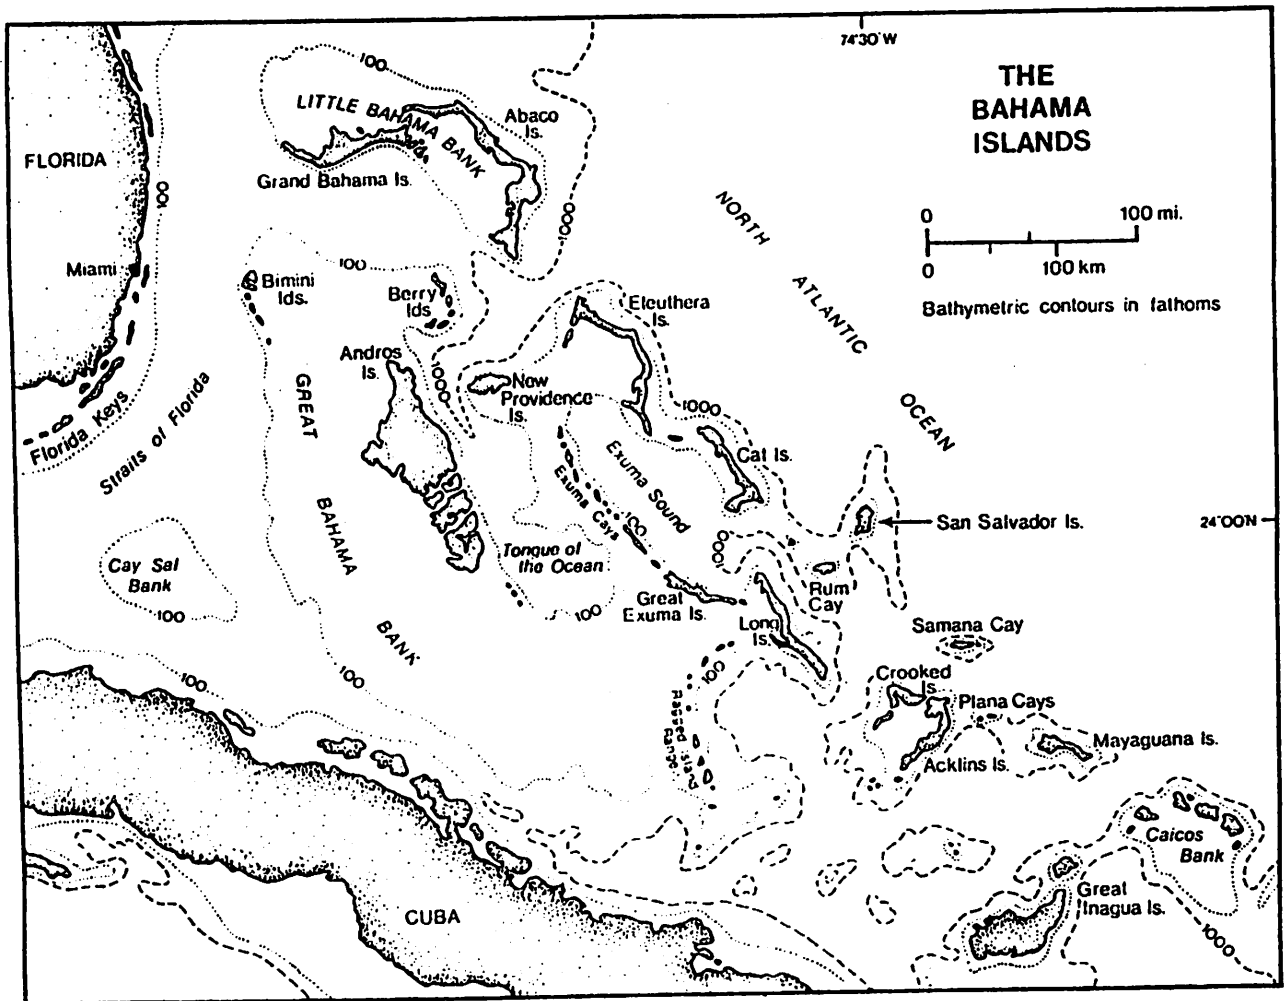 74°30'W
THE
BAHAMA
ISLANDS
0 100 mi.
0 100 km
Bathymetric contours in fathoms
100
LITTLE BAHAMA BANK
Abaco
Is.
FLORIDA
Grand Bahama Is.
100
1000
NORTH
ATLANTIC
OCEAN
Miami
100
Bimini
Ids.
Berry
Ids
Eleuthera
Is.
Andros
Is.
1000
New
Providence
Is.
GREAT
BAHAMA
BANK
Florida Keys
Straits of Florida
1000
Cat Is.
Exuma Sound
Exuma Cays
100
San Salvador Is.
24°00'N
1000
Cay Sal
Bank
100
Tongue of
the Ocean
100
Great
Exuma Is.
Rum
Cay
Long
Is.
Samana Cay
100
100
100
Ragged Island
Range
Crooked
Is.
Plana Cays
Acklins Is.
Mayaguana Is.
Caicos
Bank
CUBA
Great
Inagua Is.
1000